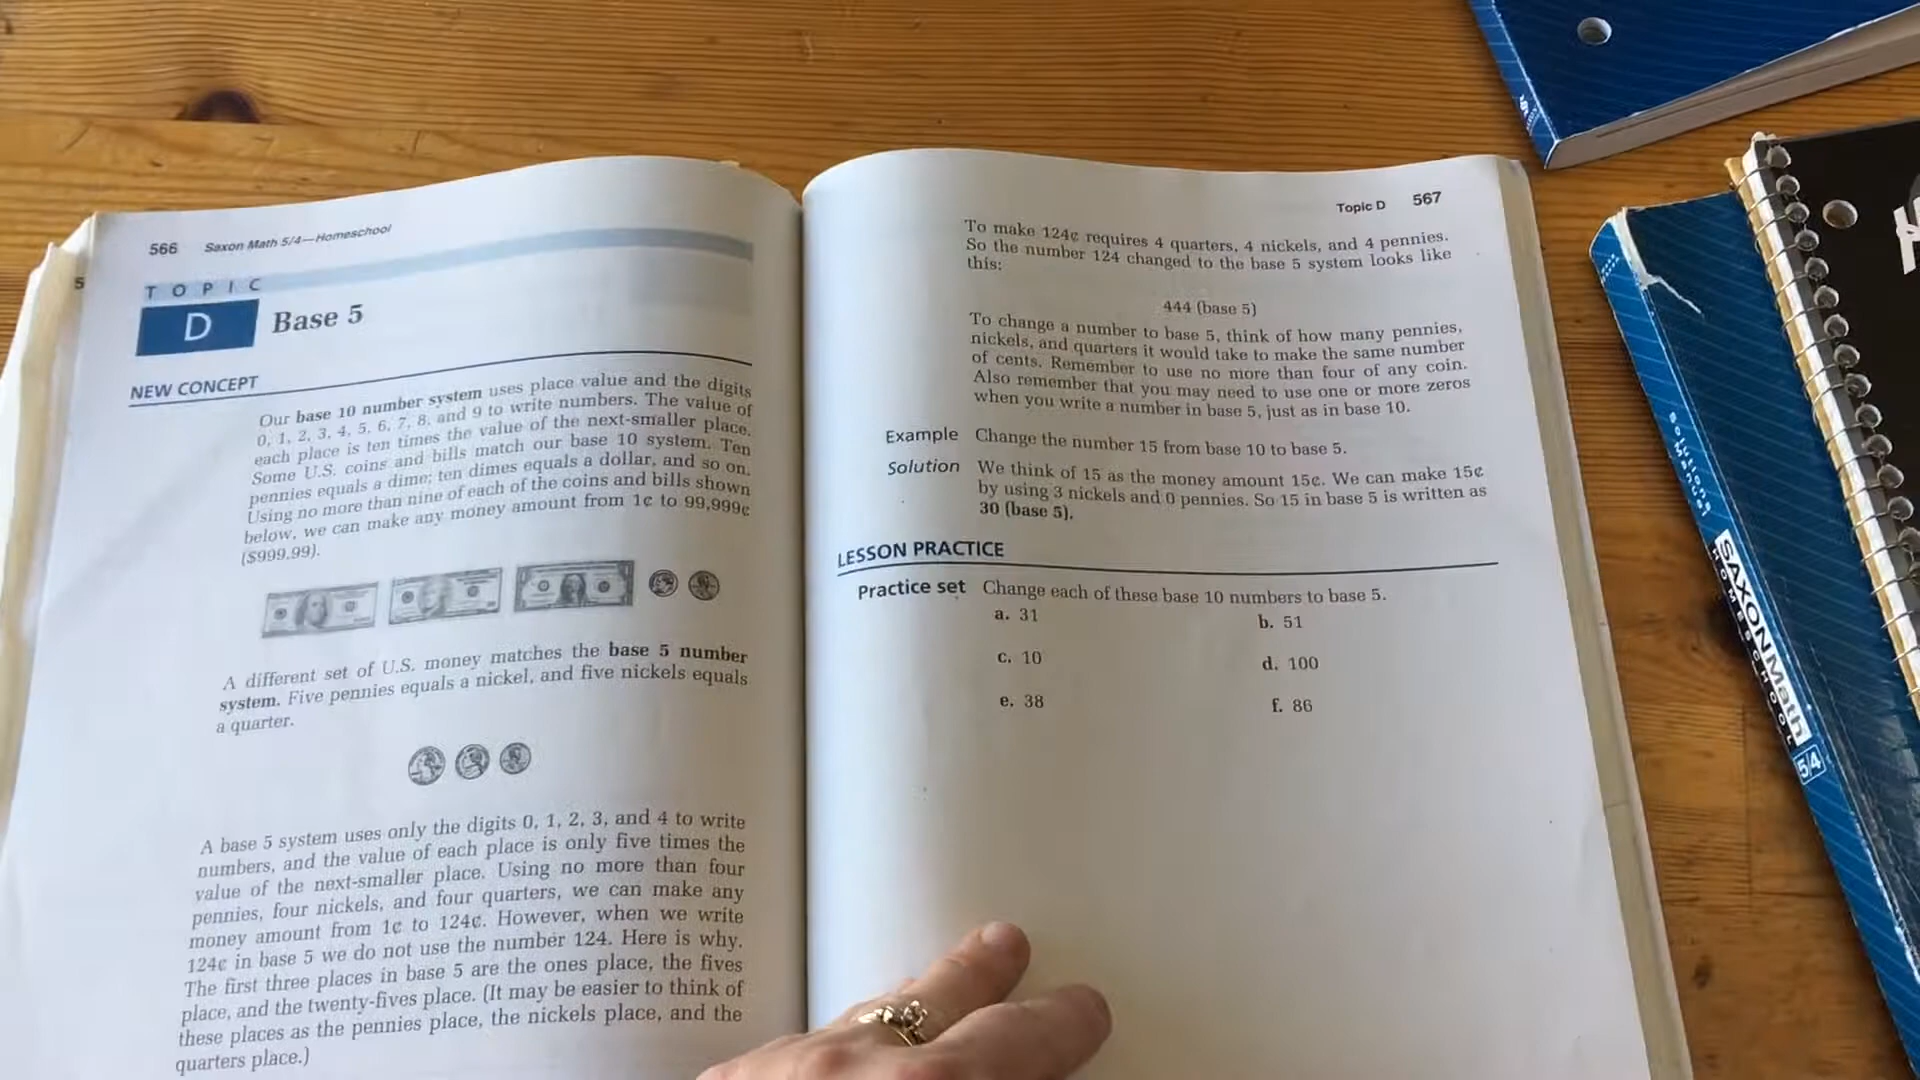 566 Saxon Math 5/4—Homeschool
5
TOPIC
D Base 5
NEW CONCEPT
Our base 10 number system uses place value and the digits
0, 1, 2, 3, 4, 5, 6, 7, 8, and 9 to write numbers. The value of
each place is ten times the value of the next-smaller place.
Some U.S. coins and bills match our base 10 system. Ten
pennies equals a dime; ten dimes equals a dollar, and so on.
Using no more than nine of each of the coins and bills shown
below, we can make any money amount from 1¢ to 99,999¢
($999.99).
A different set of U.S. money matches the base 5 number
system. Five pennies equals a nickel, and five nickels equals
a quarter.
A base 5 system uses only the digits 0, 1, 2, 3, and 4 to write
numbers, and the value of each place is only five times the
value of the next-smaller place. Using no more than four
pennies, four nickels, and four quarters, we can make any
money amount from 1¢ to 124¢. However, when we write
124¢ in base 5 we do not use the number 124. Here is why.
The first three places in base 5 are the ones place, the fives
place, and the twenty-fives place. (It may be easier to think of
these places as the pennies place, the nickels place, and the
quarters place.)
Topic D 567
To make 124¢ requires 4 quarters, 4 nickels, and 4 pennies.
So the number 124 changed to the base 5 system looks like
this:
444 (base 5)
To change a number to base 5, think of how many pennies,
nickels, and quarters it would take to make the same number
of cents. Remember to use no more than four of any coin.
Also remember that you may need to use one or more zeros
when you write a number in base 5, just as in base 10.
Example Change the number 15 from base 10 to base 5.
Solution We think of 15 as the money amount 15¢. We can make 15¢
by using 3 nickels and 0 pennies. So 15 in base 5 is written as
30 (base 5).
LESSON PRACTICE
Practice set Change each of these base 10 numbers to base 5.
a. 31 b. 51
c. 10 d. 100
e. 38 f. 86
Solutions
Manual
SAXON Math 5/4
HOMESCHOOL